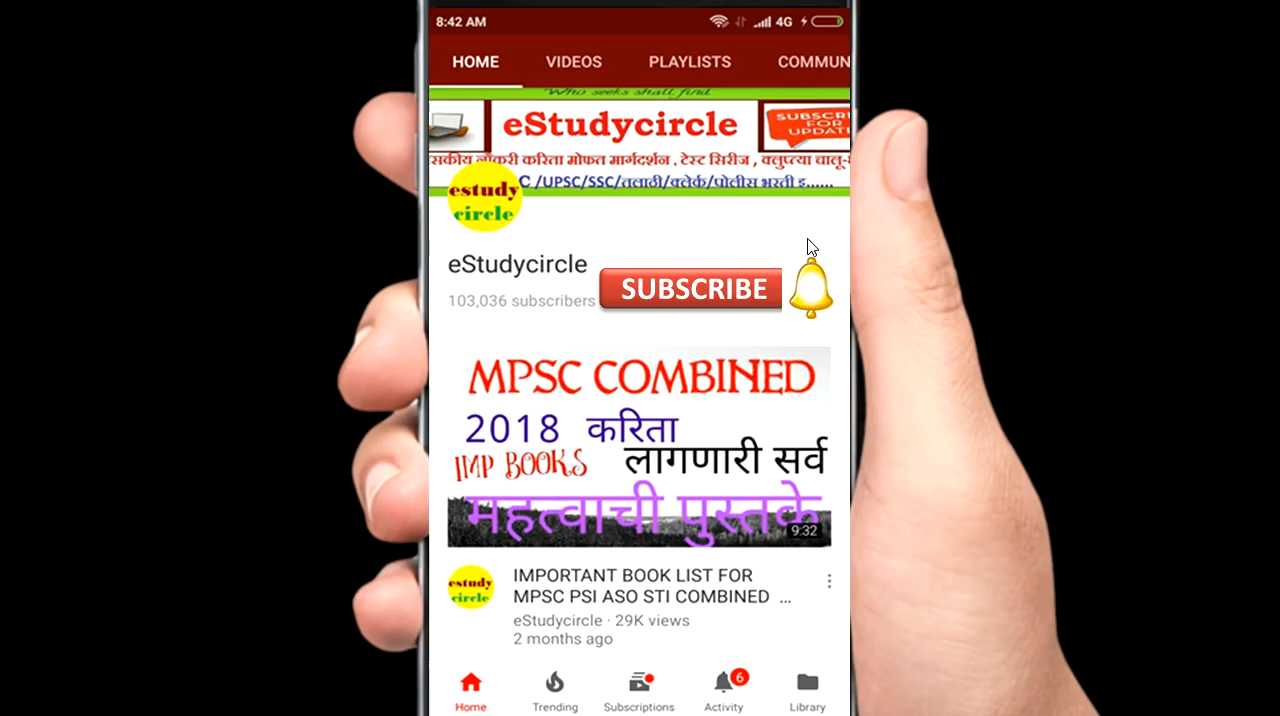 8:42 AM 4G
HOME VIDEOS PLAYLISTS COMMUN
Who seeks shall find
eStudycircle
SUBSCRI
FOR
UPDAT
सकीय नौकरी करिता मोफत मार्गदर्शन , टेस्ट सिरीज , क्लुप्त्या चालू-
C /UPSC/SSC/तलाठी/क्लेर्क/पोलीस भरती इ......
estudy
circle
eStudycircle
103,036 subscribers
SUBSCRIBE
MPSC COMBINED
2018 करिता
IMP BOOKS लागणारी सर्व
महत्वाची पुस्तके
9:32
estudy
circle
IMPORTANT BOOK LIST FOR
MPSC PSI ASO STI COMBINED ...
eStudycircle · 29K views
2 months ago
6
Home Trending Subscriptions Activity Library